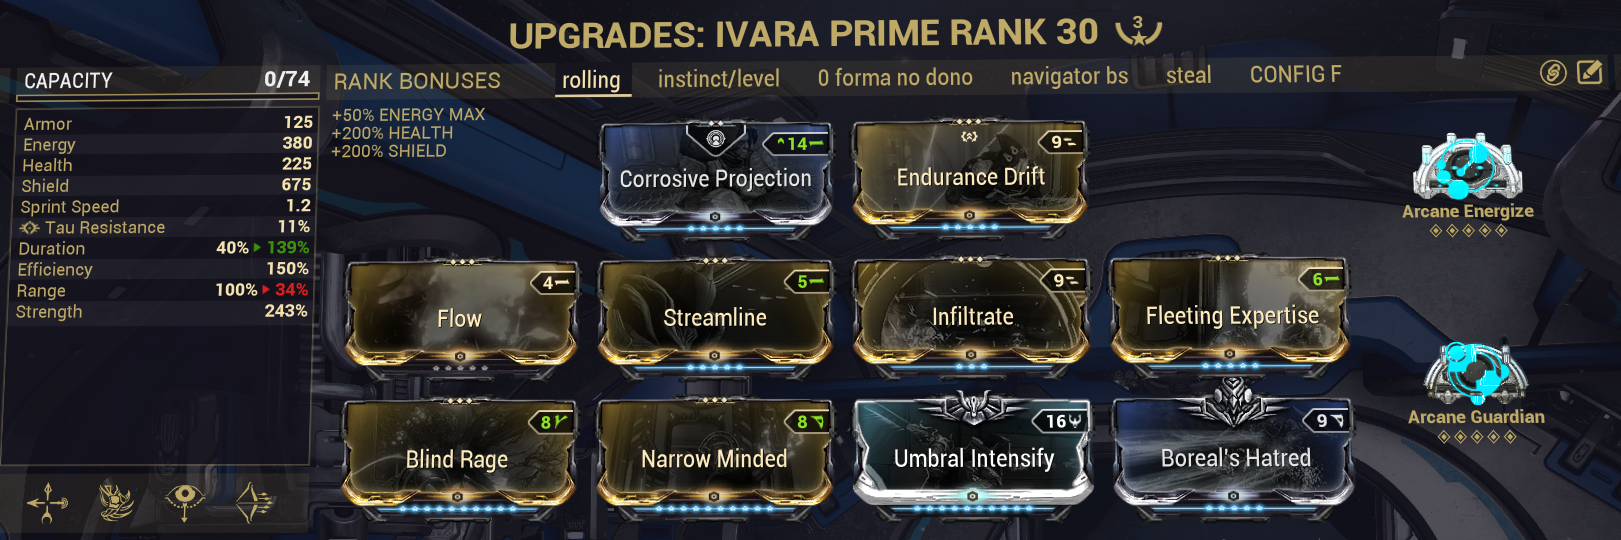 UPGRADES: IVARA PRIME RANK 30 3
CAPACITY 0/74
RANK BONUSES rolling instinct/level 0 forma no dono navigator bs steal CONFIG F
+50% ENERGY MAX
+200% HEALTH
+200% SHIELD
Armor 125
Energy 380
Health 225
Shield 675
Sprint Speed 1.2
Tau Resistance 11%
Duration 40% 139%
Efficiency 150%
Range 100% 34%
Strength 243%
14
Corrosive Projection
9
Endurance Drift
Arcane Energize
4
Flow
5
Streamline
9
Infiltrate
6
Fleeting Expertise
8
Blind Rage
8
Narrow Minded
16
Umbral Intensify
9
Boreal's Hatred
Arcane Guardian